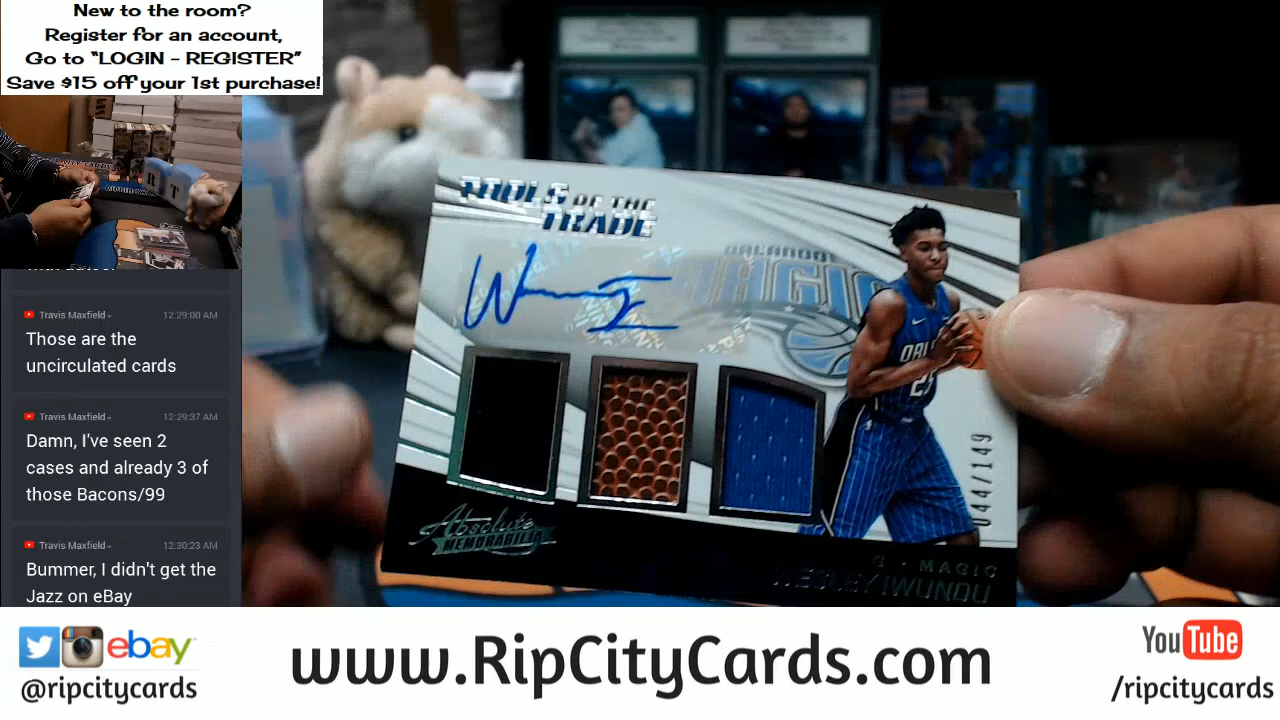 New to the room?
Register for an account,
Go to "LOGIN - REGISTER"
Save $15 off your 1st purchase!
Travis Maxfield
12:29:00 AM
Those are the
uncirculated cards
Travis Maxfield
12:29:37 AM
Damn, I've seen 2
cases and already 3 of
those Bacons/99
Travis Maxfield
12:30:23 AM
Bummer, I didn't get the
Jazz on eBay
TOOLS OF THE
TRADE
ORLANDO
MAGIC
ORL
044/149
Absolute
MEMORABILIA
G • MAGIC
WESLEY IWUNDU
ebay
@ripcitycards
www.RipCityCards.com
YouTube
/ripcitycards